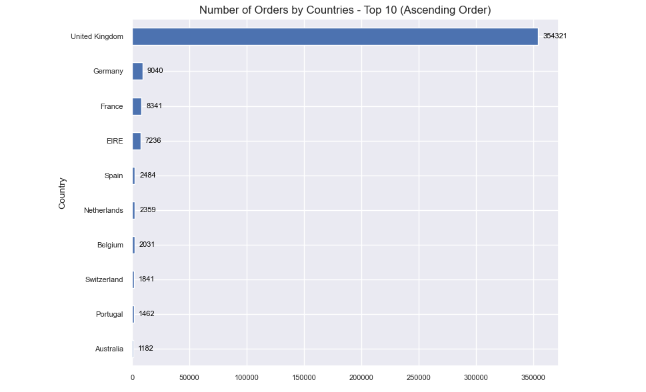 Number of Orders by Countries - Top 10 (Ascending Order)
United Kingdom 354321
Germany 9040
France 8341
EIRE 7236
Spain 2484
Netherlands 2359
Belgium 2031
Switzerland 1841
Portugal 1462
Australia 1182
Country
0 50000 100000 150000 200000 250000 300000 350000